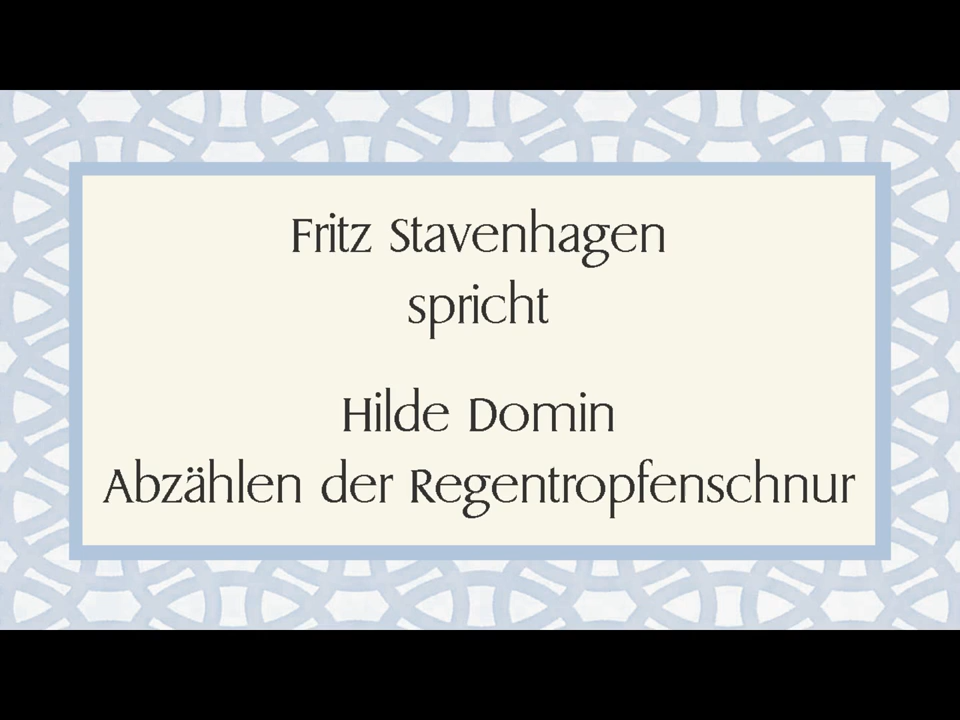 Fritz Stavenhagen
spricht
Hilde Domin
Abzählen der Regentropfenschnur